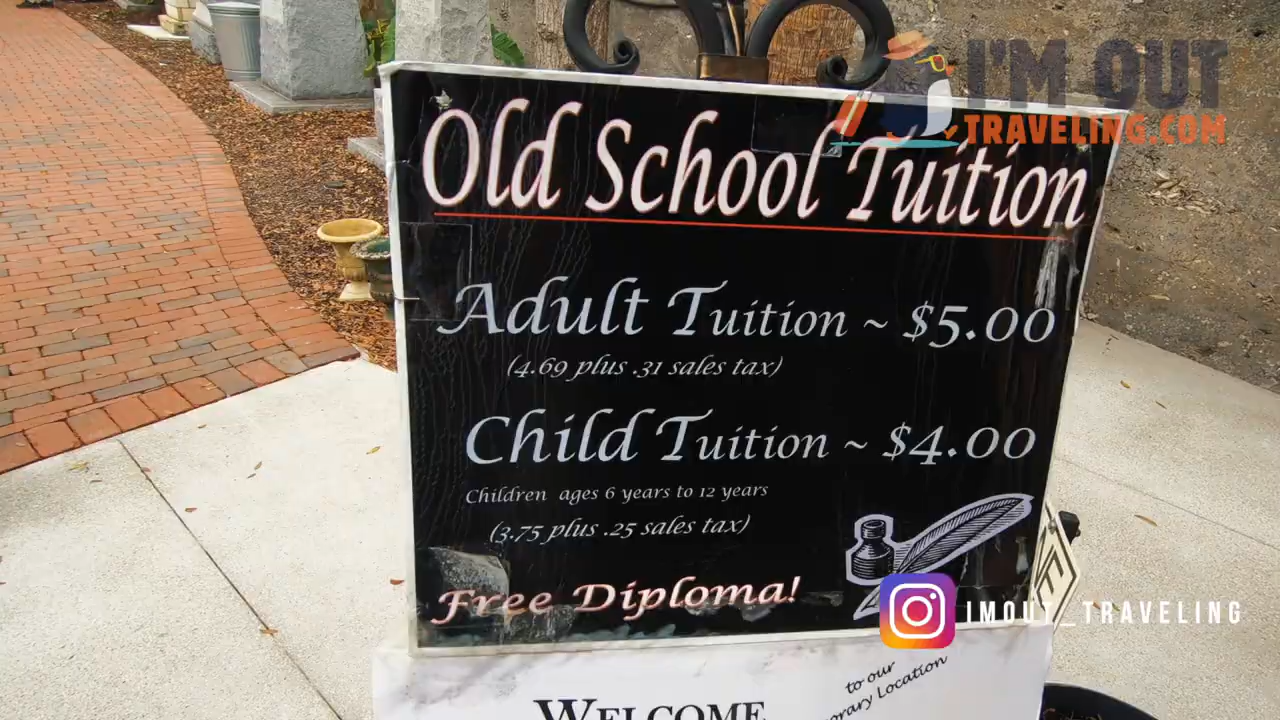 I'M OUT
TRAVELING.COM
Old School Tuition
Adult Tuition ~ $5.00
(4.69 plus .31 sales tax)
Child Tuition ~ $4.00
Children ages 6 years to 12 years
(3.75 plus .25 sales tax)
Free Diploma!
IMOUT_TRAVELING
to our
Location
WELCOME